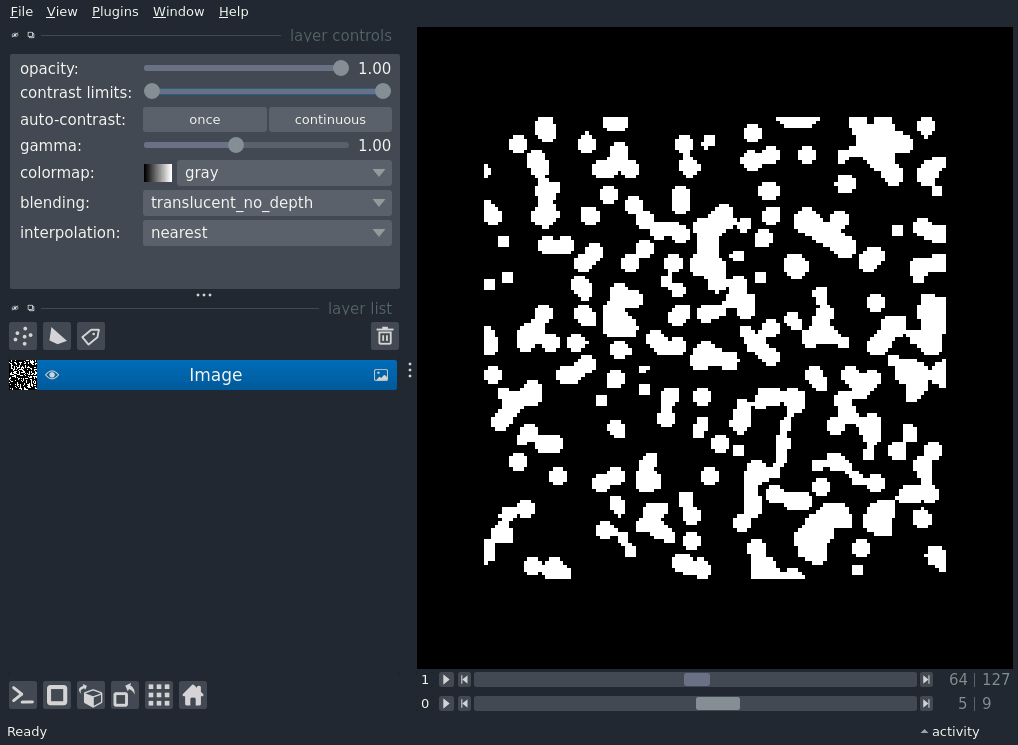 File View Plugins Window Help
layer controls
opacity: 1.00
contrast limits:
auto-contrast: once continuous
gamma: 1.00
colormap: gray
blending: translucent_no_depth
interpolation: nearest
layer list
Image
1 64 | 127
0 5 | 9
Ready activity